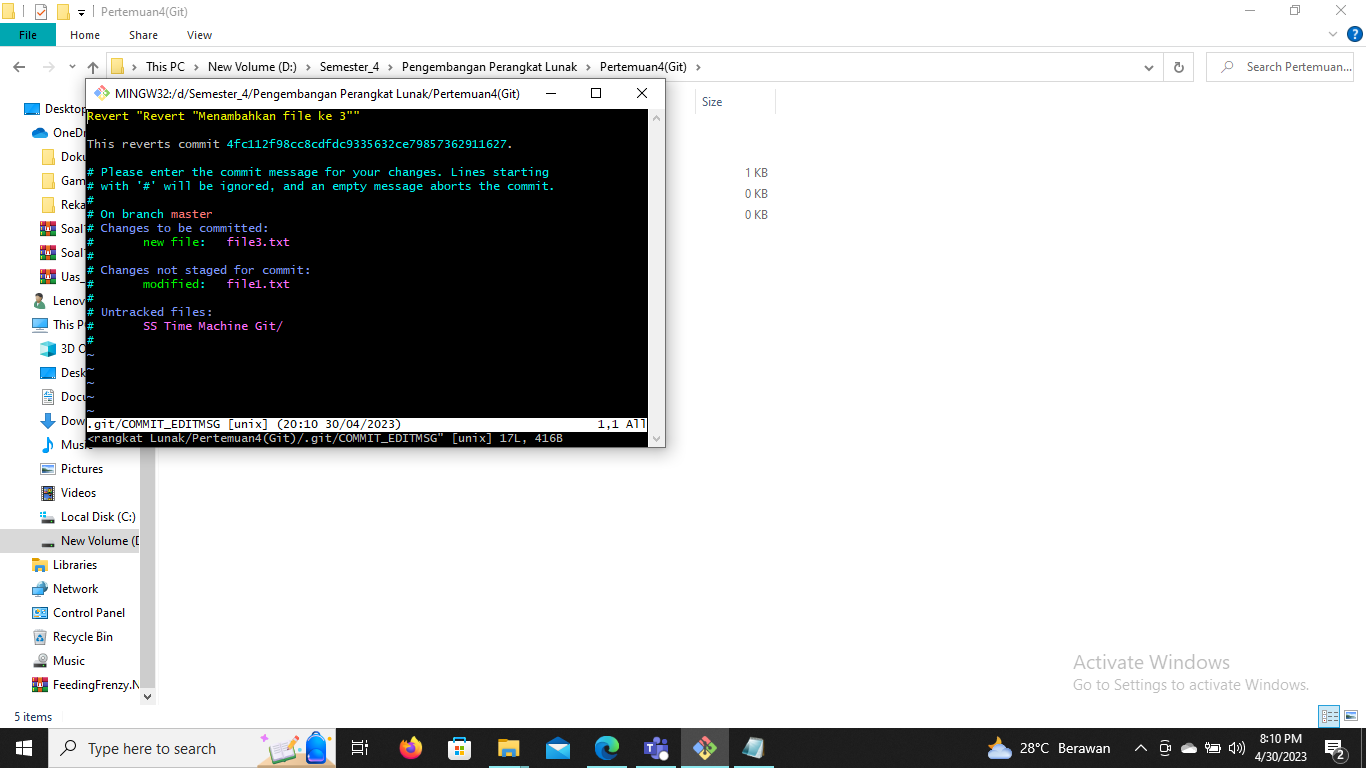 Pertemuan4(Git)
File Home Share View
This PC New Volume (D:) Semester_4 Pengembangan Perangkat Lunak Pertemuan4(Git)
Search Pertemuan...
MINGW32:/d/Semester_4/Pengembangan Perangkat Lunak/Pertemuan4(Git)
Size
1 KB
0 KB
0 KB
Revert "Revert "Menambahkan file ke 3""
This reverts commit 4fc112f98cc8cdfdc9335632ce79857362911627.
# Please enter the commit message for your changes. Lines starting
# with '#' will be ignored, and an empty message aborts the commit.
#
# On branch master
# Changes to be committed:
# new file: file3.txt
#
# Changes not staged for commit:
# modified: file1.txt
#
# Untracked files:
# SS Time Machine Git/
#
~
~
~
~
~
.git/COMMIT_EDITMSG [unix] (20:10 30/04/2023) 1,1 All
<rangkat Lunak/Pertemuan4(Git)/.git/COMMIT_EDITMSG" [unix] 17L, 416B
Desktop
OneDr
Doku
Gam
Reka
Soal
Soal
Uas_
Lenov
This P
3D O
Desk
Docu
Dow
Music
Pictures
Videos
Local Disk (C:)
New Volume (D
Libraries
Network
Control Panel
Recycle Bin
Music
FeedingFrenzy.N
5 items
Activate Windows
Go to Settings to activate Windows.
Type here to search
28°C Berawan
8:10 PM
4/30/2023
2